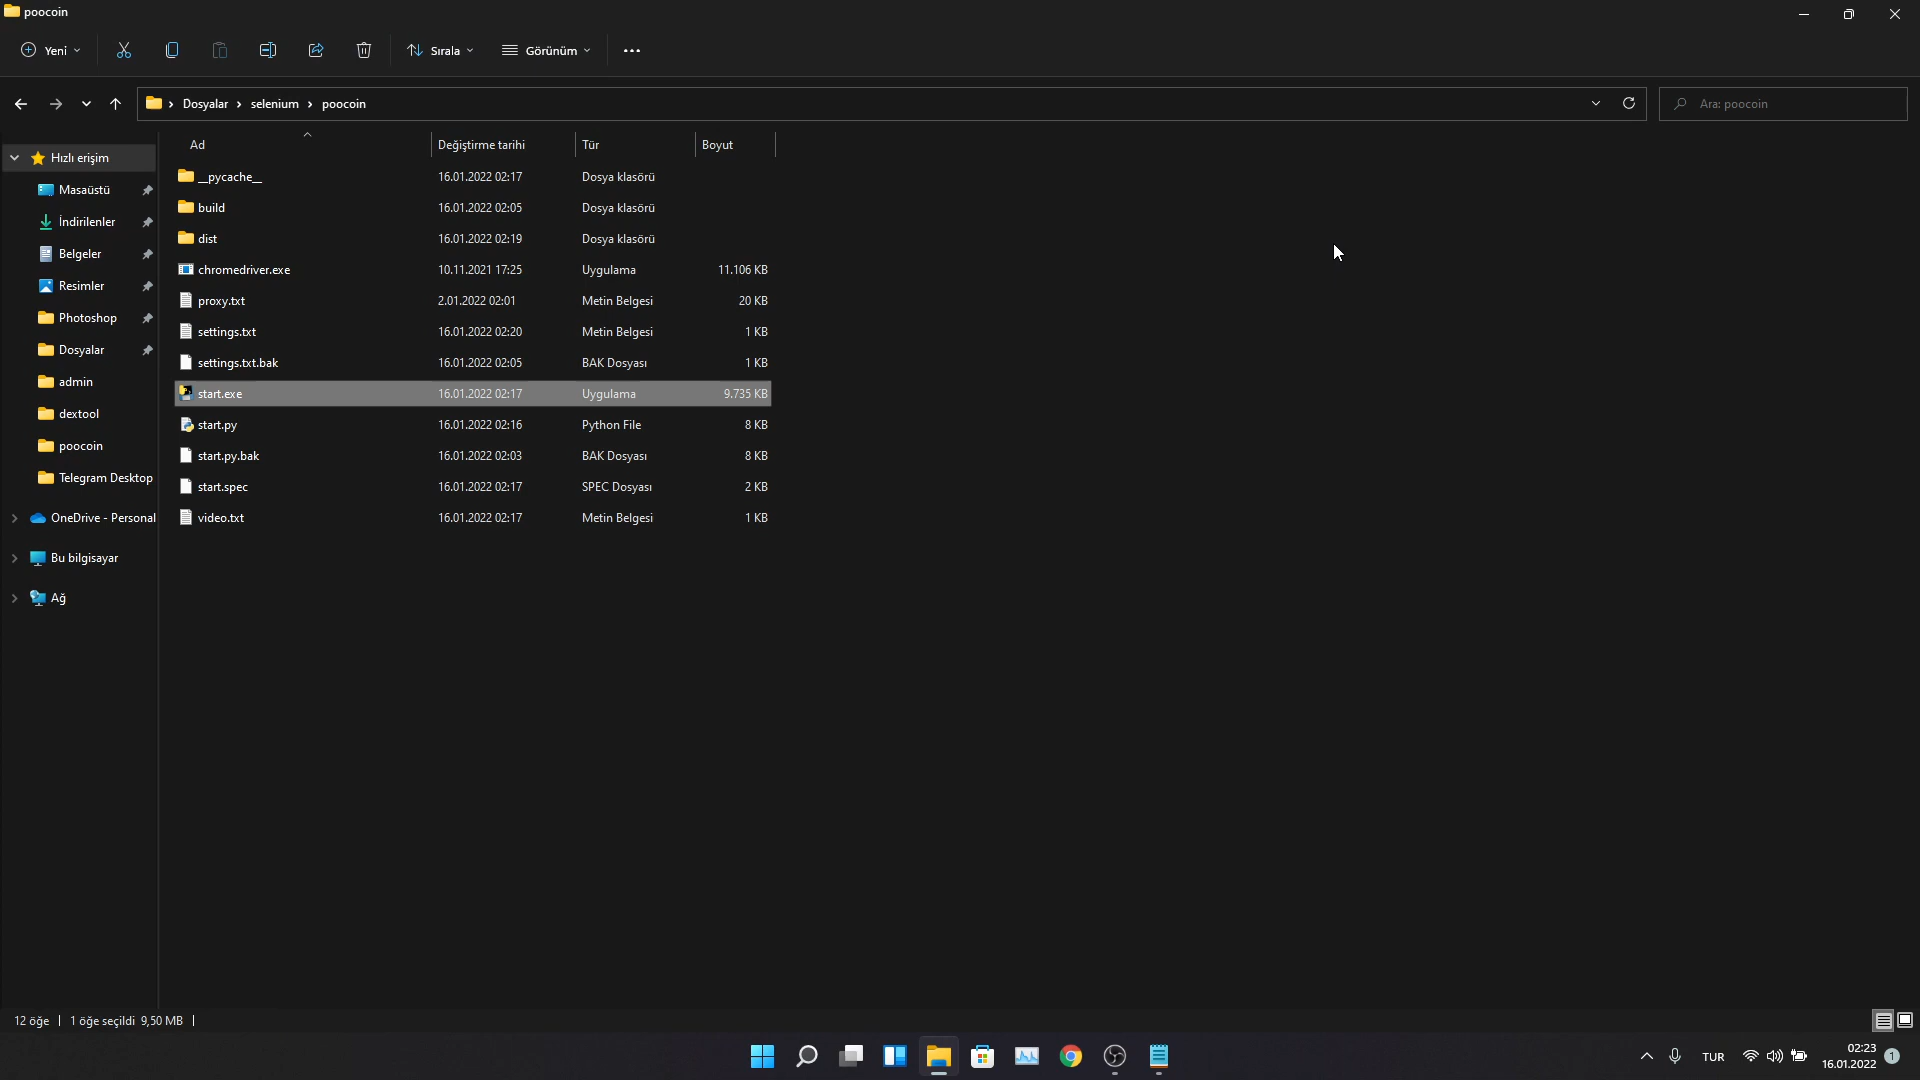 poocoin
Yeni
Sırala
Görünüm
Dosyalar
selenium
poocoin
Ara: poocoin
Ad
Değiştirme tarihi
Tür
Boyut
__pycache__ 16.01.2022 02:17 Dosya klasörü
build 16.01.2022 02:05 Dosya klasörü
dist 16.01.2022 02:19 Dosya klasörü
chromedriver.exe 10.11.2021 17:25 Uygulama 11.106 KB
proxy.txt 2.01.2022 02:01 Metin Belgesi 20 KB
settings.txt 16.01.2022 02:20 Metin Belgesi 1 KB
settings.txt.bak 16.01.2022 02:05 BAK Dosyası 1 KB
start.exe 16.01.2022 02:17 Uygulama 9.735 KB
start.py 16.01.2022 02:16 Python File 8 KB
start.py.bak 16.01.2022 02:03 BAK Dosyası 8 KB
start.spec 16.01.2022 02:17 SPEC Dosyası 2 KB
video.txt 16.01.2022 02:17 Metin Belgesi 1 KB
Hızlı erişim
Masaüstü
İndirilenler
Belgeler
Resimler
Photoshop
Dosyalar
admin
dextool
poocoin
Telegram Desktop
OneDrive - Personal
Bu bilgisayar
Ağ
12 öğe
1 öğe seçildi 9,50 MB
TUR
02:23
16.01.2022
1